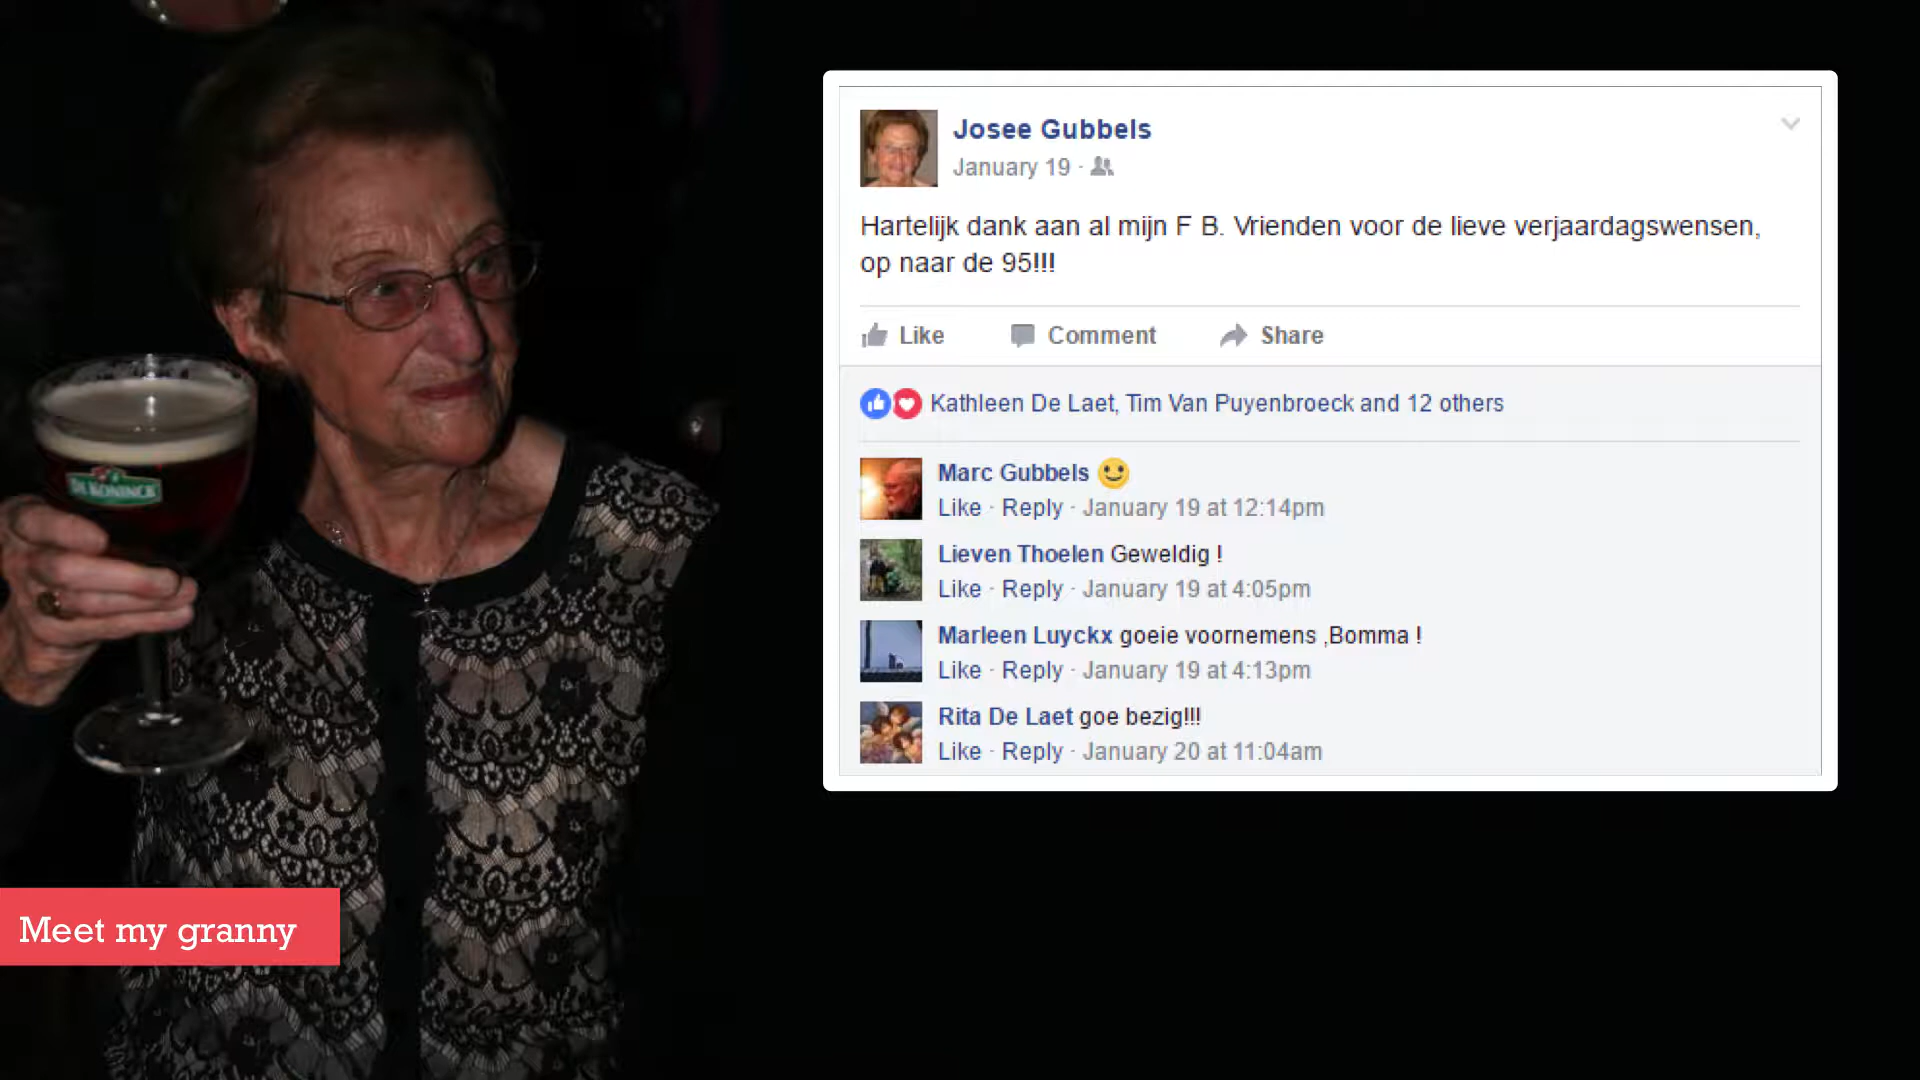 Josee Gubbels
January 19 ·
Hartelijk dank aan al mijn F B. Vrienden voor de lieve verjaardagswensen,
op naar de 95!!!
Like Comment Share
Kathleen De Laet, Tim Van Puyenbroeck and 12 others
Marc Gubbels 🙂
Like · Reply · January 19 at 12:14pm
Lieven Thoelen Geweldig !
Like · Reply · January 19 at 4:05pm
Marleen Luyckx goeie voornemens ,Bomma !
Like · Reply · January 19 at 4:13pm
Rita De Laet goe bezig!!!
Like · Reply · January 20 at 11:04am
DE KONINCK
Meet my granny